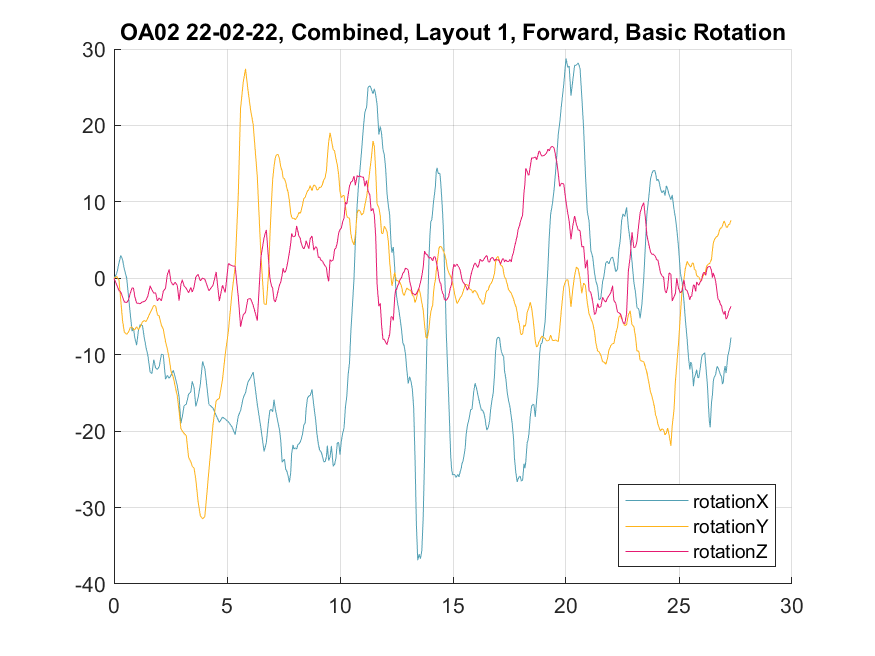 OA02 22-02-22, Combined, Layout 1, Forward, Basic Rotation
30
20
10
0
-10
-20
-30
-40
0 5 10 15 20 25 30
rotationX
rotationY
rotationZ